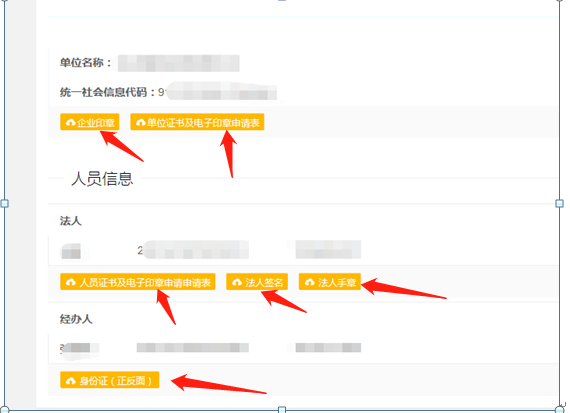 单位名称：
统一社会信息代码：9
企业印章 单位证书及电子印章申请表
人员信息
法人
2
人员证书及电子印章申请申请表 法人签名 法人手章
经办人
身份证（正反面）